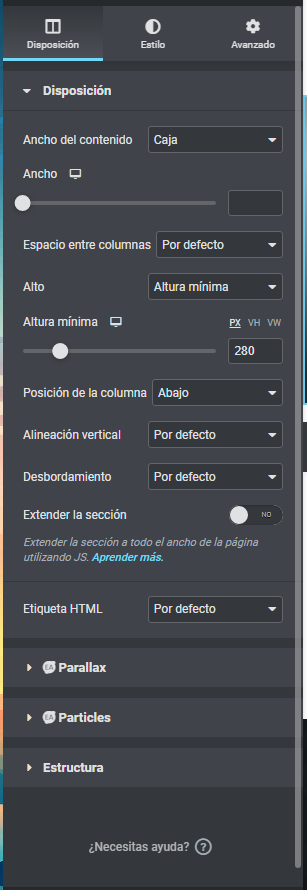 Disposición Estilo Avanzado
Disposición
Ancho del contenido Caja
Ancho
Espacio entre columnas Por defecto
Alto Altura mínima
Altura mínima PX VH VW
280
Posición de la columna Abajo
Alineación vertical Por defecto
Desbordamiento Por defecto
Extender la sección NO
Extender la sección a todo el ancho de la página
utilizando JS. Aprender más.
Etiqueta HTML Por defecto
EA Parallax
EA Particles
Estructura
¿Necesitas ayuda? ?